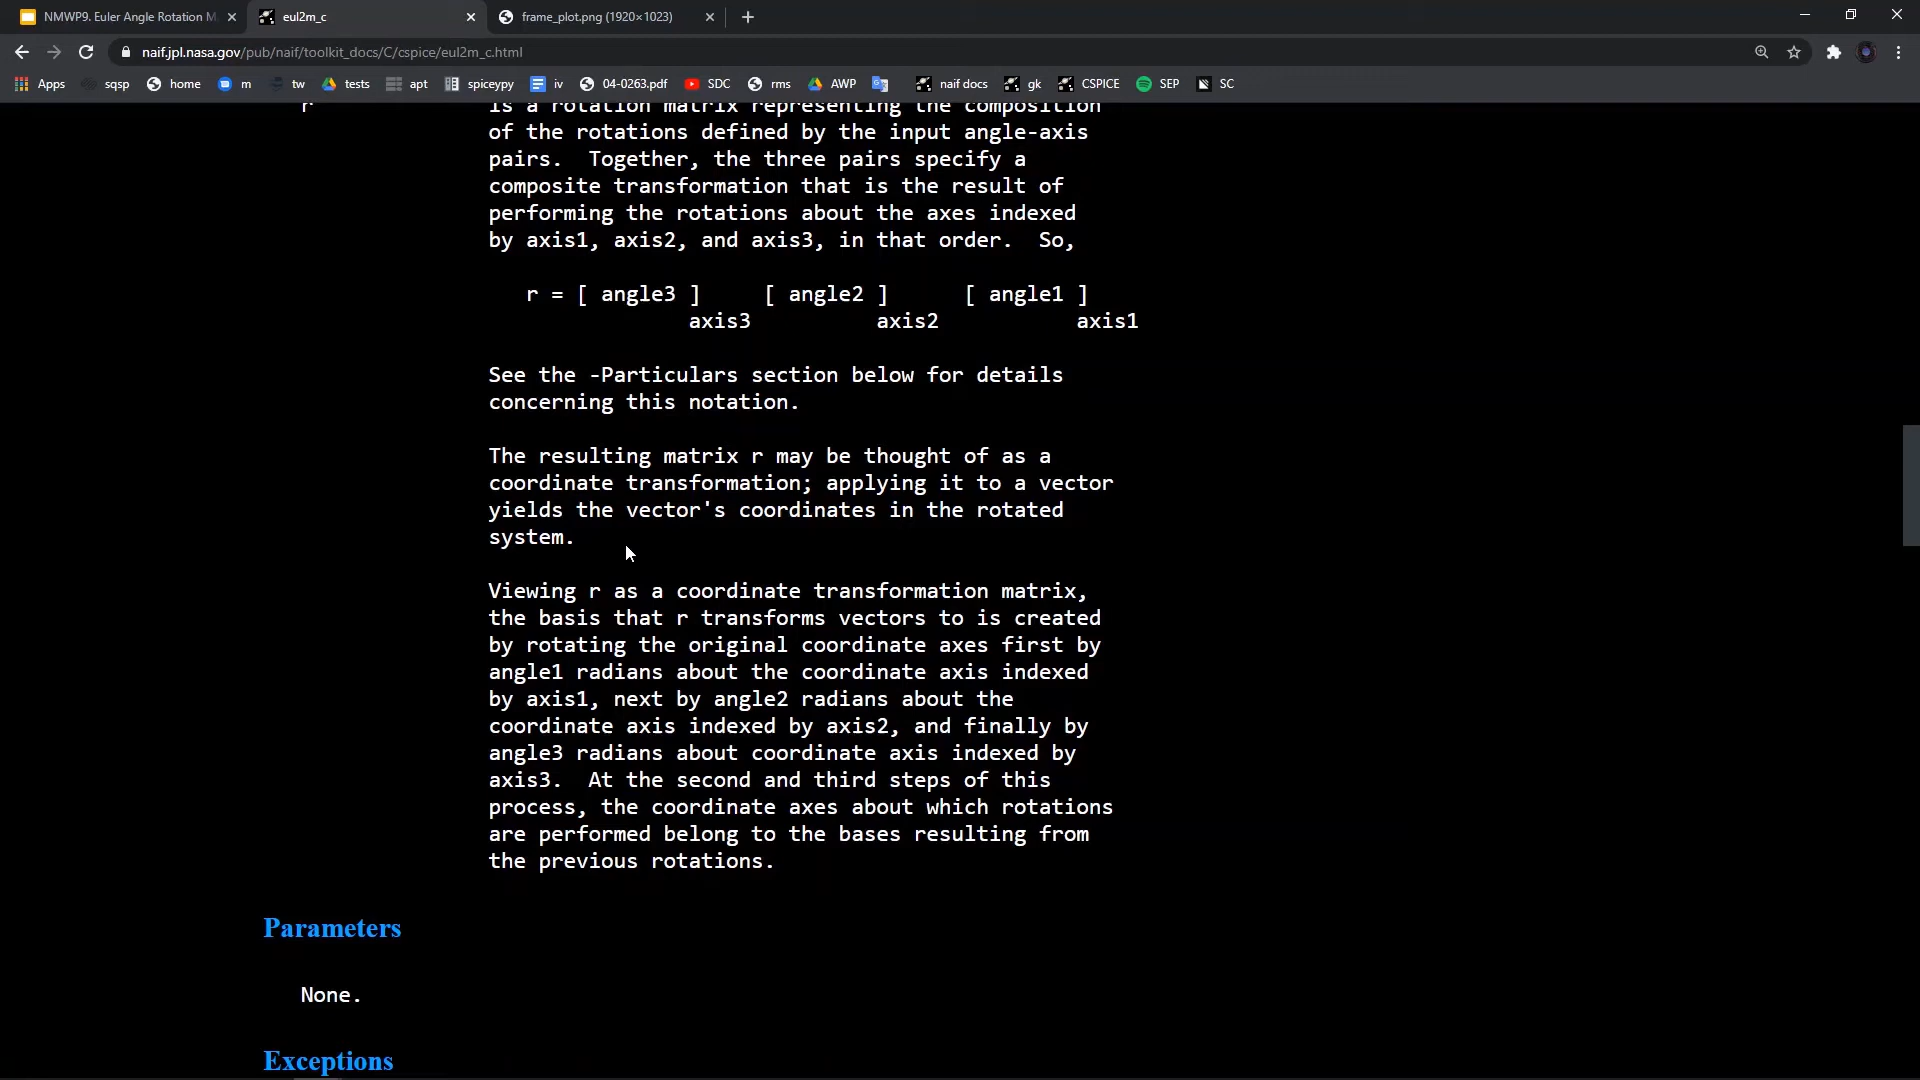 NMWP9. Euler Angle Rotation M
eul2m_c
frame_plot.png (1920×1023)
naif.jpl.nasa.gov/pub/naif/toolkit_docs/C/cspice/eul2m_c.html
Apps sqsp home m tw tests apt spiceypy iv 04-0263.pdf SDC rms AWP naif docs gk CSPICE SEP SC
r is a rotation matrix representing the composition
of the rotations defined by the input angle-axis
pairs. Together, the three pairs specify a
composite transformation that is the result of
performing the rotations about the axes indexed
by axis1, axis2, and axis3, in that order. So,
r = [ angle3 ] [ angle2 ] [ angle1 ]
axis3 axis2 axis1
See the -Particulars section below for details
concerning this notation.
The resulting matrix r may be thought of as a
coordinate transformation; applying it to a vector
yields the vector's coordinates in the rotated
system.
Viewing r as a coordinate transformation matrix,
the basis that r transforms vectors to is created
by rotating the original coordinate axes first by
angle1 radians about the coordinate axis indexed
by axis1, next by angle2 radians about the
coordinate axis indexed by axis2, and finally by
angle3 radians about coordinate axis indexed by
axis3. At the second and third steps of this
process, the coordinate axes about which rotations
are performed belong to the bases resulting from
the previous rotations.
Parameters
None.
Exceptions